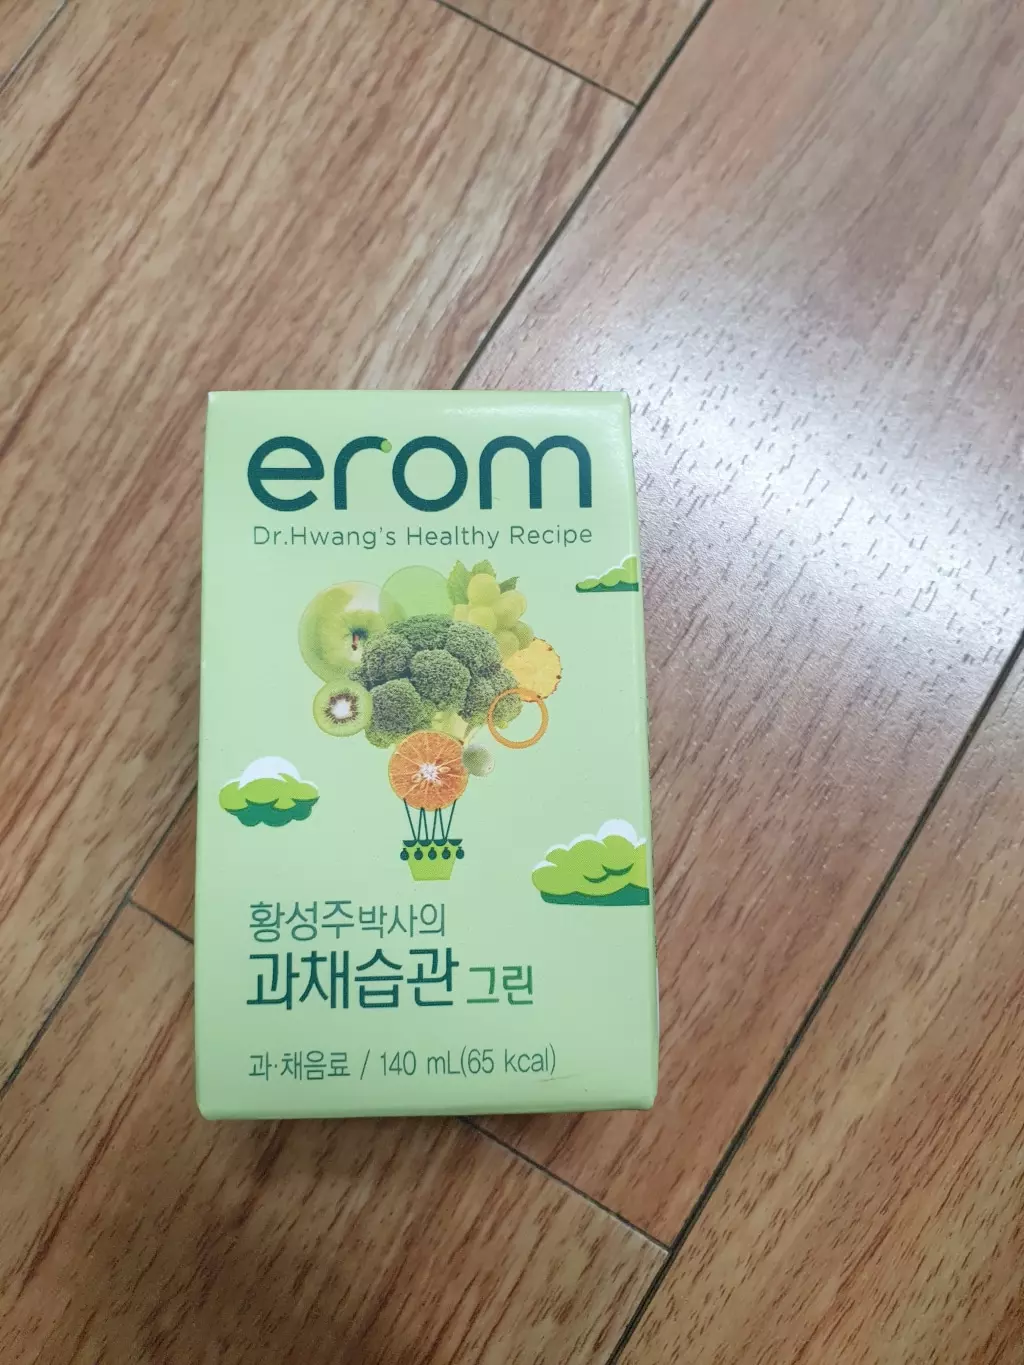 erom
Dr.Hwang's Healthy Recipe
황성주박사의
과채습관 그린
과·채음료 / 140 mL(65 kcal)